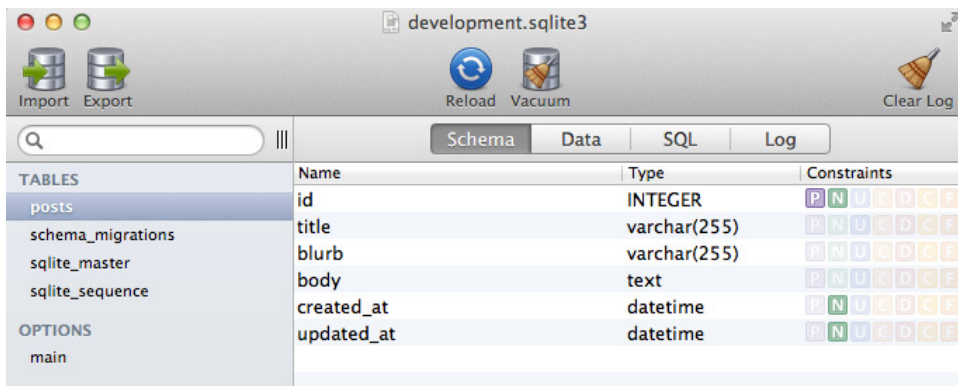 development.sqlite3
Import Export Reload Vacuum Clear Log
Schema Data SQL Log
TABLES
posts
schema_migrations
sqlite_master
sqlite_sequence
OPTIONS
main
Name Type Constraints
id INTEGER P N U C D C F
title varchar(255) P N U C D C F
blurb varchar(255) P N U C D C F
body text P N U C D C F
created_at datetime P N U C D C F
updated_at datetime P N U C D C F